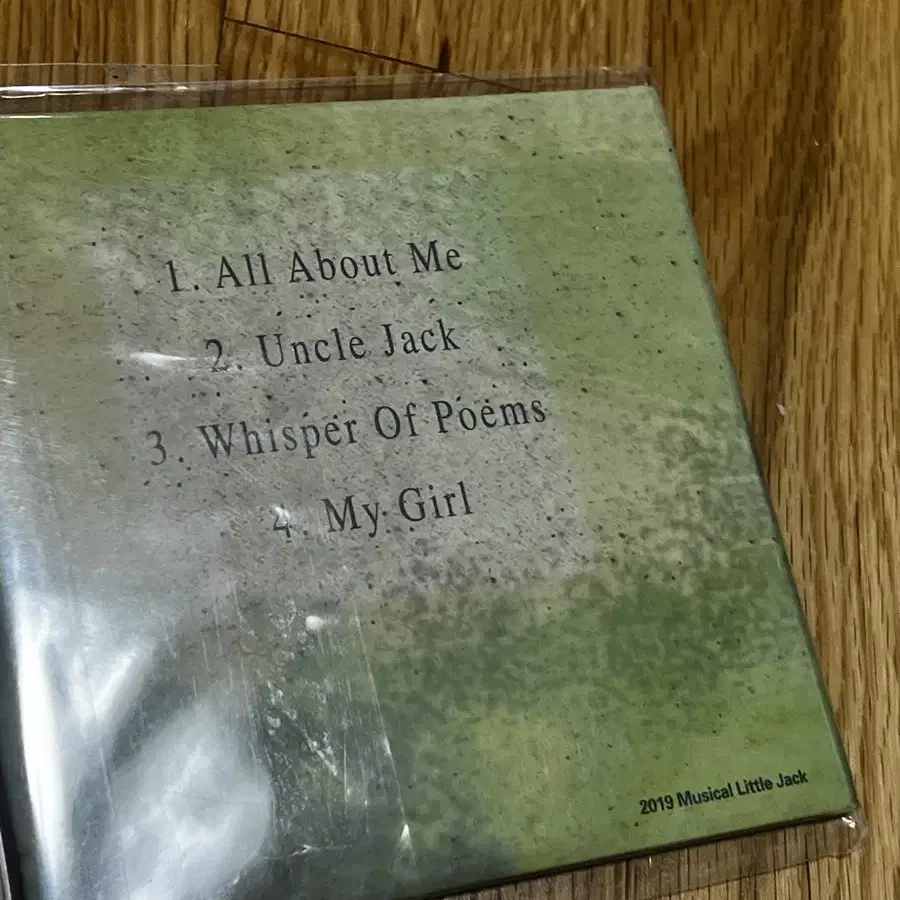 1. All About Me
2. Uncle Jack
3. Whisper Of Poems
4. My Girl
2019 Musical Little Jack